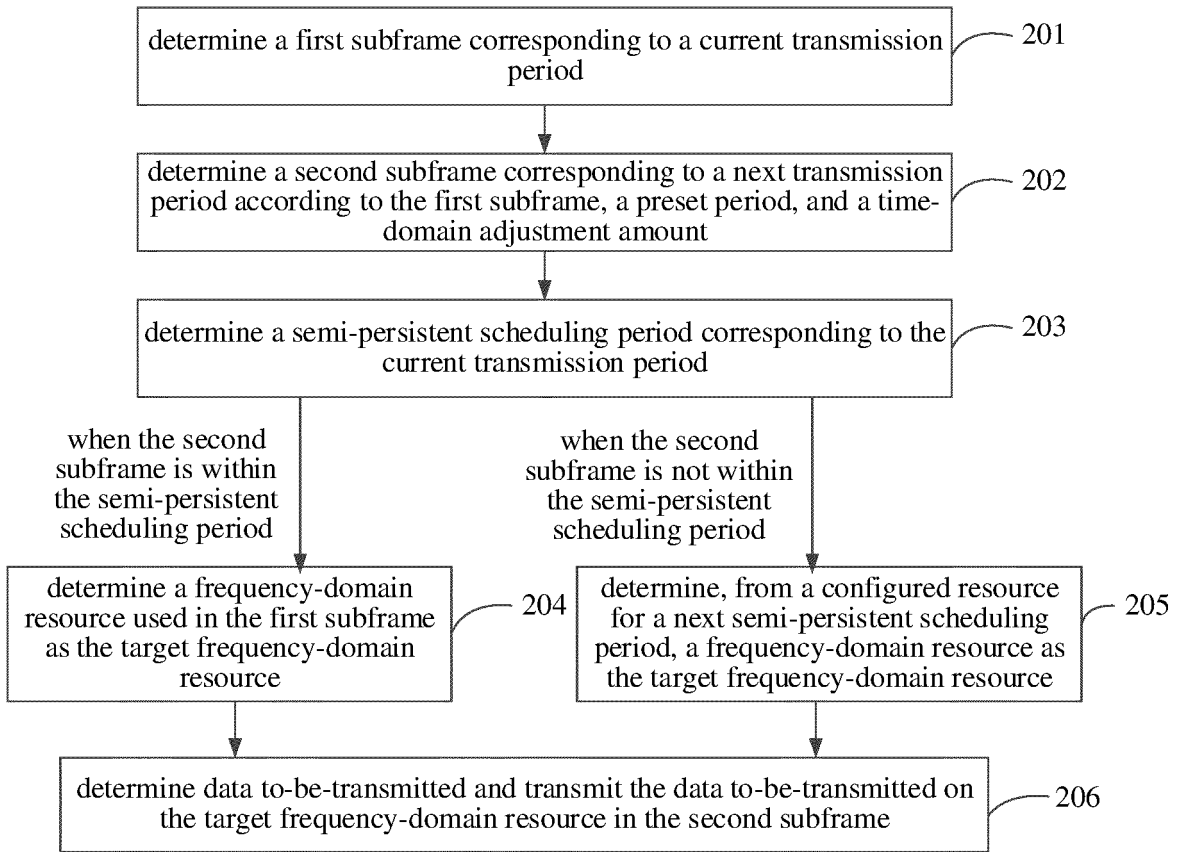 determine a first subframe corresponding to a current transmission
period
201
determine a second subframe corresponding to a next transmission
period according to the first subframe, a preset period, and a time-
domain adjustment amount
202
determine a semi-persistent scheduling period corresponding to the
current transmission period
203
when the second
subframe is within
the semi-persistent
scheduling period
when the second
subframe is not within
the semi-persistent
scheduling period
determine a frequency-domain
resource used in the first subframe
as the target frequency-domain
resource
204
determine, from a configured resource
for a next semi-persistent scheduling
period, a frequency-domain resource as
the target frequency-domain resource
205
determine data to-be-transmitted and transmit the data to-be-transmitted on
the target frequency-domain resource in the second subframe
206